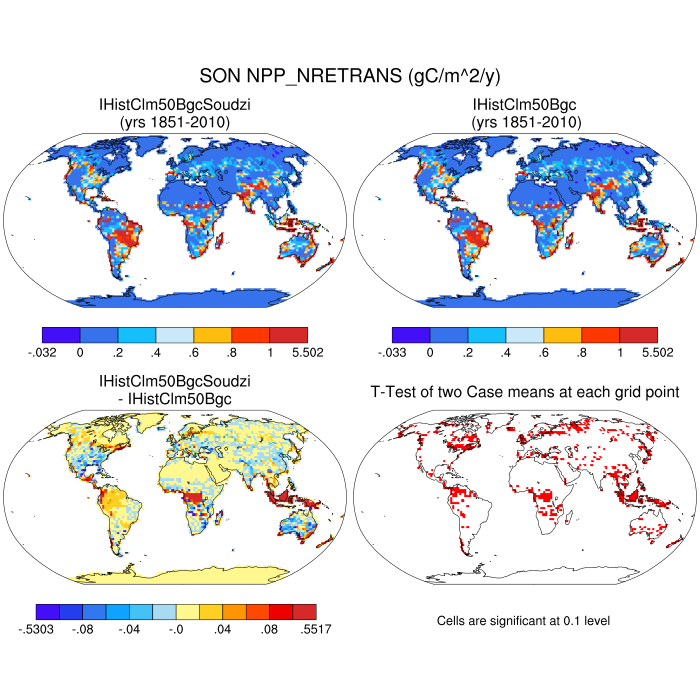 SON NPP_NRETRANS (gC/m^2/y)
IHistClm50BgcSoudzi
(yrs 1851-2010)
IHistClm50Bgc
(yrs 1851-2010)
-.032 0 .2 .4 .6 .8 1 5.502
-.033 0 .2 .4 .6 .8 1 5.502
IHistClm50BgcSoudzi
- IHistClm50Bgc
T-Test of two Case means at each grid point
-.5303 -.08 -.04 -.0 .04 .08 .5517
Cells are significant at 0.1 level